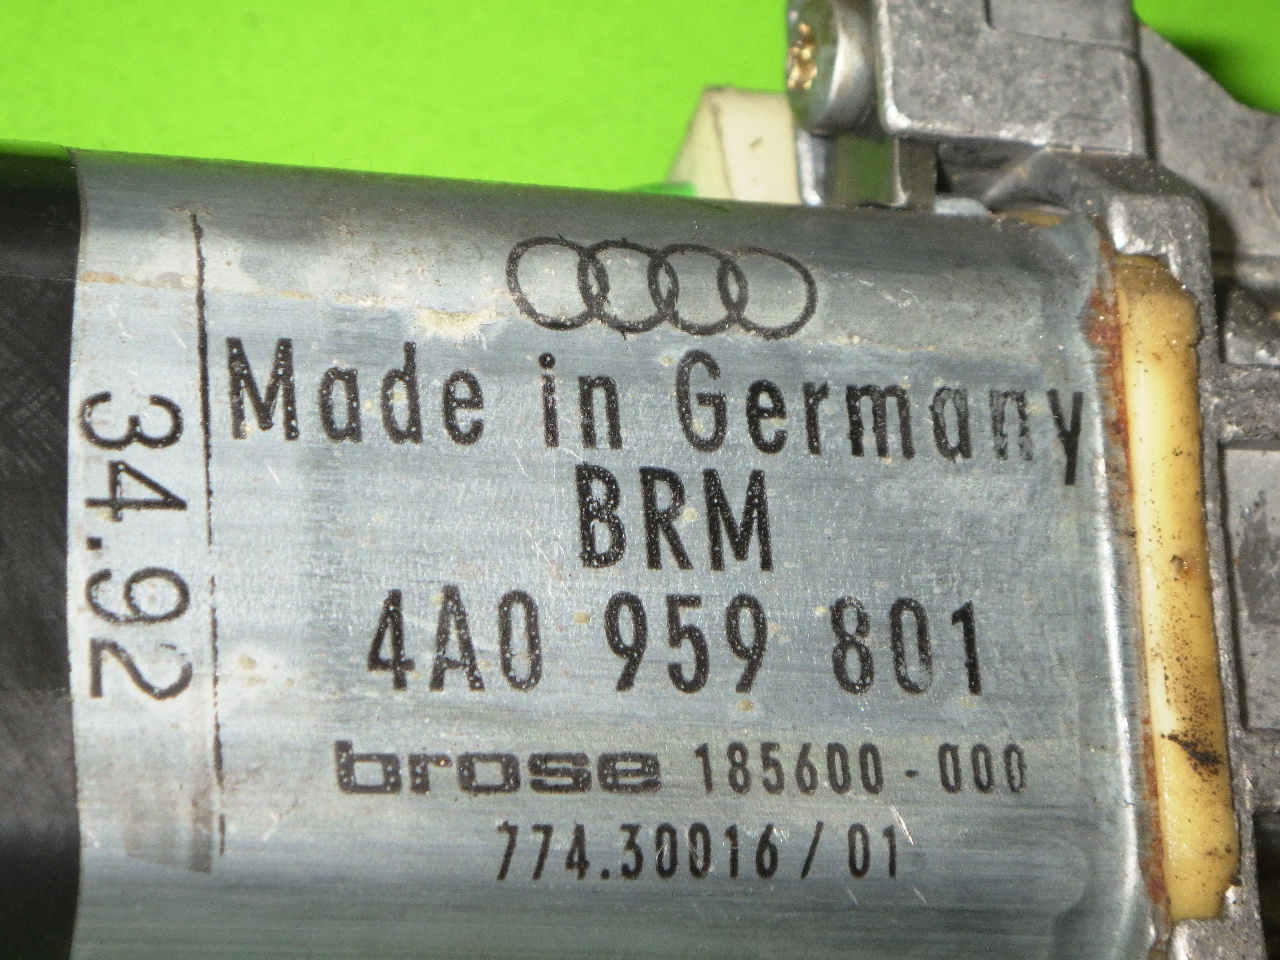 Made in Germany
BRM
4A0 959 801
brose 185600-000
774.30016/01
34.92